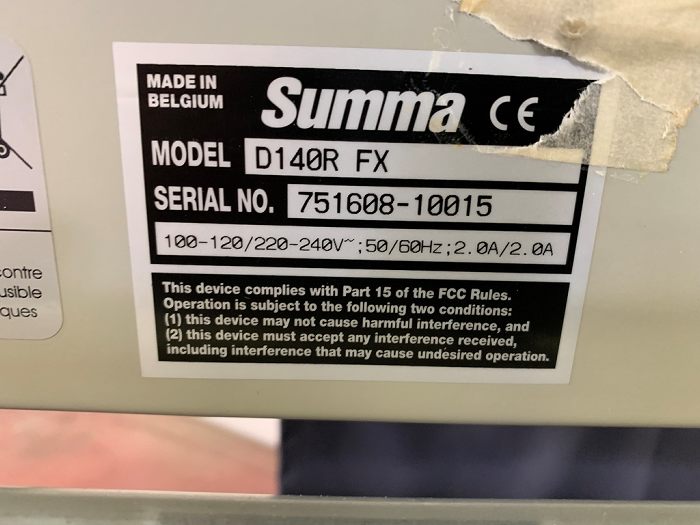 MADE IN
BELGIUM
Summa CE
MODEL D140R FX
SERIAL NO. 751608-10015
100-120/220-240V~;50/60Hz;2.0A/2.0A
This device complies with Part 15 of the FCC Rules.
Operation is subject to the following two conditions:
(1) this device may not cause harmful interference, and
(2) this device must accept any interference received,
including interference that may cause undesired operation.
ontre
usible
ques